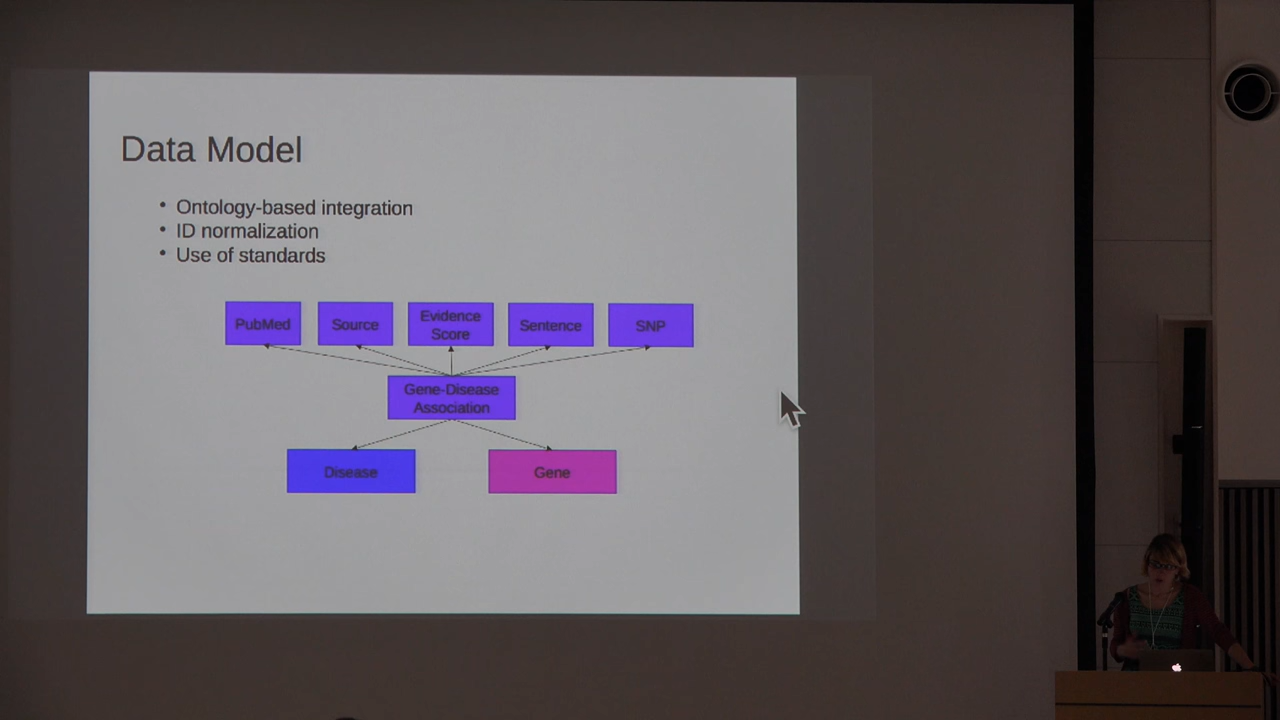 Data Model
• Ontology-based integration
• ID normalization
• Use of standards
PubMed
Source
Evidence
Score
Sentence
SNP
Gene-Disease
Association
Disease
Gene